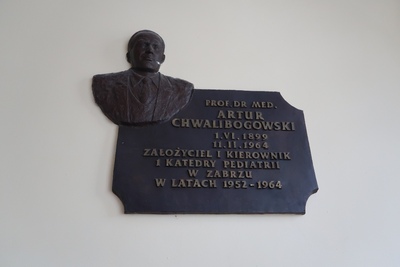 PROF. DR. MED.
ARTUR
CHWALIBOGOWSKI
1.VI.1899
11.II.1964
ZAŁOŻYCIEL I KIEROWNIK
I KATEDRY PEDIATRII
W ZABRZU
W LATACH 1952-1964